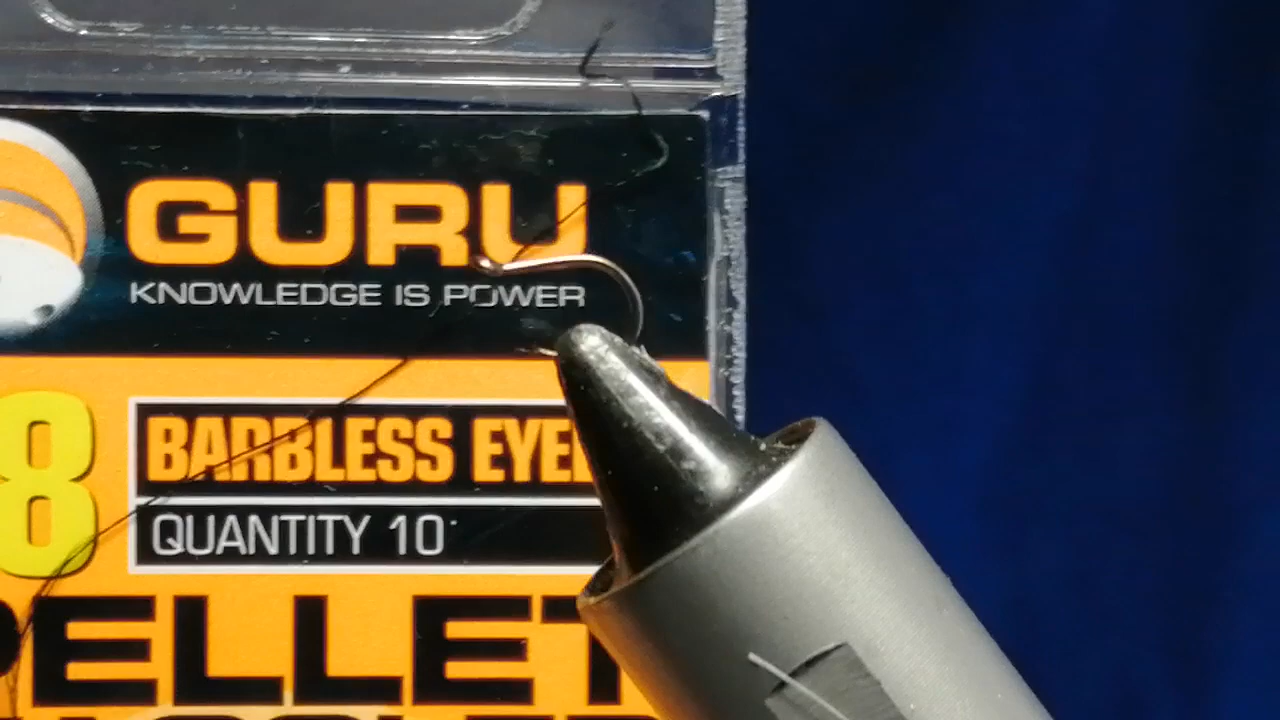 GURU
KNOWLEDGE IS POWER
8
BARBLESS EYE
QUANTITY 10
PELLET